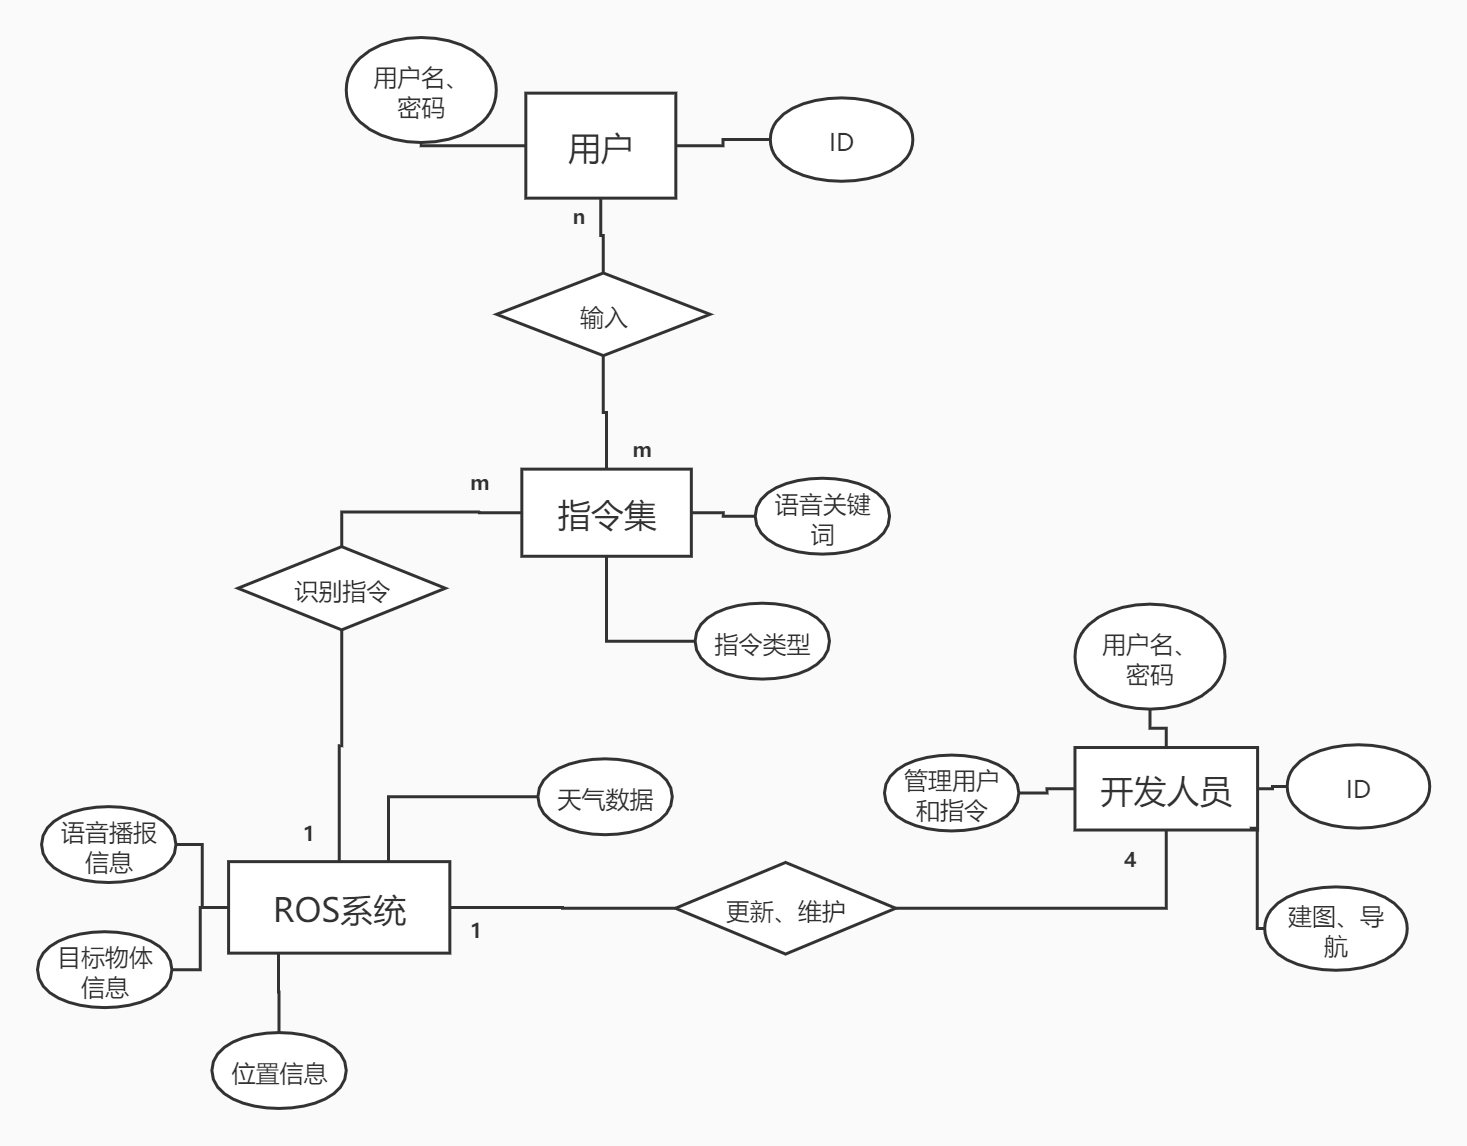 用户名、
密码
用户
ID
n
输入
m
m
指令集
语音关键
词
识别指令
指令类型
用户名、
密码
天气数据
管理用户
和指令
开发人员
ID
语音播报
信息
1
4
ROS系统
1
更新、维护
建图、导
航
目标物体
信息
位置信息